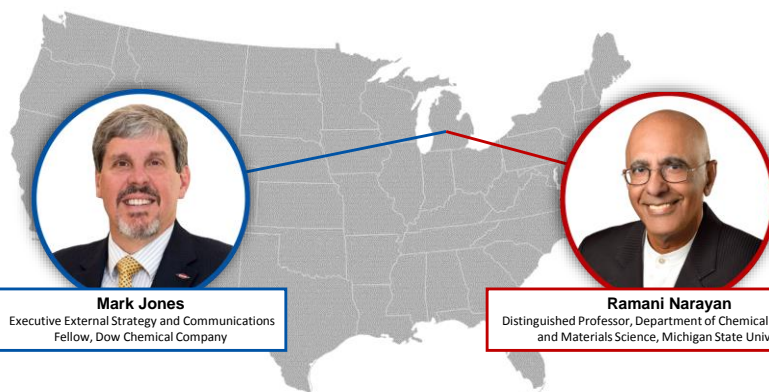 Mark Jones
Executive External Strategy and Communications
Fellow, Dow Chemical Company
Ramani Narayan
Distinguished Professor, Department of Chemical
and Materials Science, Michigan State